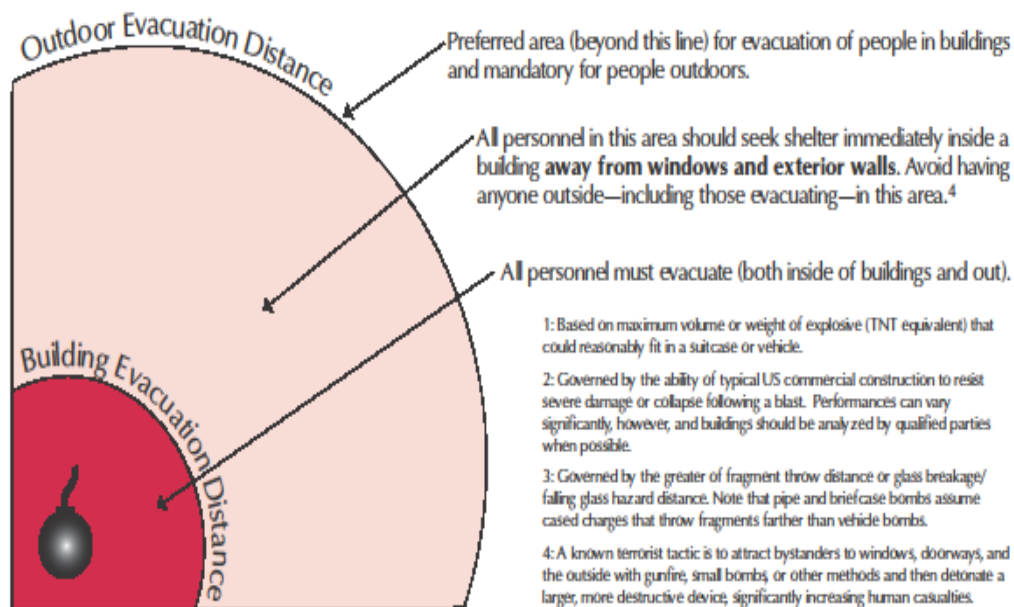 Outdoor Evacuation Distance
Preferred area (beyond this line) for evacuation of people in buildings
and mandatory for people outdoors.
All personnel in this area should seek shelter immediately inside a
building away from windows and exterior walls. Avoid having
anyone outside—including those evacuating—in this area.⁴
All personnel must evacuate (both inside of buildings and out).
Building Evacuation Distance
1: Based on maximum volume or weight of explosive (TNT equivalent) that
could reasonably fit in a suitcase or vehicle.
2: Governed by the ability of typical US commercial construction to resist
severe damage or collapse following a blast. Performances can vary
significantly, however, and buildings should be analyzed by qualified parties
when possible.
3: Governed by the greater of fragment throw distance or glass breakage/
falling glass hazard distance. Note that pipe and briefcase bombs assume
cased charges that throw fragments farther than vehicle bombs.
4: A known terrorist tactic is to attract bystanders to windows, doorways, and
the outside with gunfire, small bombs, or other methods and then detonate a
larger, more destructive device, significantly increasing human casualties.